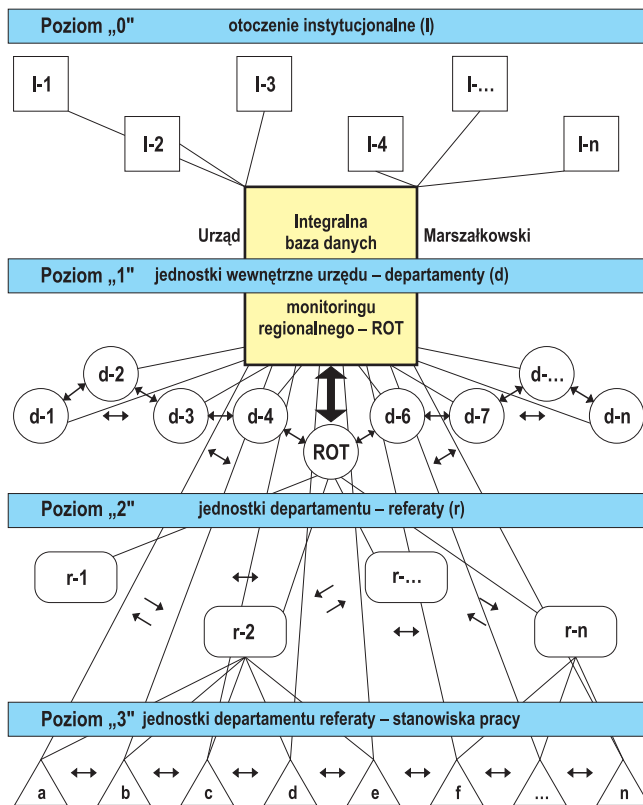 Poziom „0" otoczenie instytucjonalne (I)
I-1 I-3 I-...
I-2 I-4 I-n
Integralna
baza danych
Urząd Marszałkowski
Poziom „1" jednostki wewnętrzne urzędu – departamenty (d)
monitoringu
regionalnego – ROT
d-2 d-...
d-1 d-3 d-4 d-6 d-7 d-n
ROT
Poziom „2" jednostki departamentu – referaty (r)
r-1 r-...
r-2 r-n
Poziom „3" jednostki departamentu referaty – stanowiska pracy
a b c d e f ... n